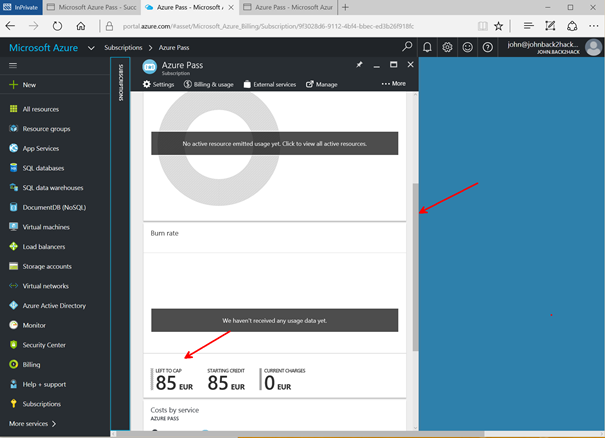 InPrivate
Microsoft Azure Pass - Succ
Azure Pass - Microsoft A
Azure Pass - Microsoft Azur
portal.azure.com/#asset/Microsoft_Azure_Billing/Subscription/9f3028d6-9112-4bf4-bbec-ed3b26f918fc
Microsoft Azure
Subscriptions
Azure Pass
john@johnback2hack...
JOHN.BACK2HACK
New
All resources
Resource groups
App Services
SQL databases
SQL data warehouses
DocumentDB (NoSQL)
Virtual machines
Load balancers
Storage accounts
Virtual networks
Azure Active Directory
Monitor
Security Center
Billing
Help + support
Subscriptions
More services
SUBSCRIPTIONS
Azure Pass
Subscription
Settings
Billing & usage
External services
Manage
More
No active resource emitted usage yet. Click to view all active resources.
Burn rate
We haven't received any usage data yet.
LEFT TO CAP
85 EUR
STARTING CREDIT
85 EUR
CURRENT CHARGES
0 EUR
Costs by service
AZURE PASS